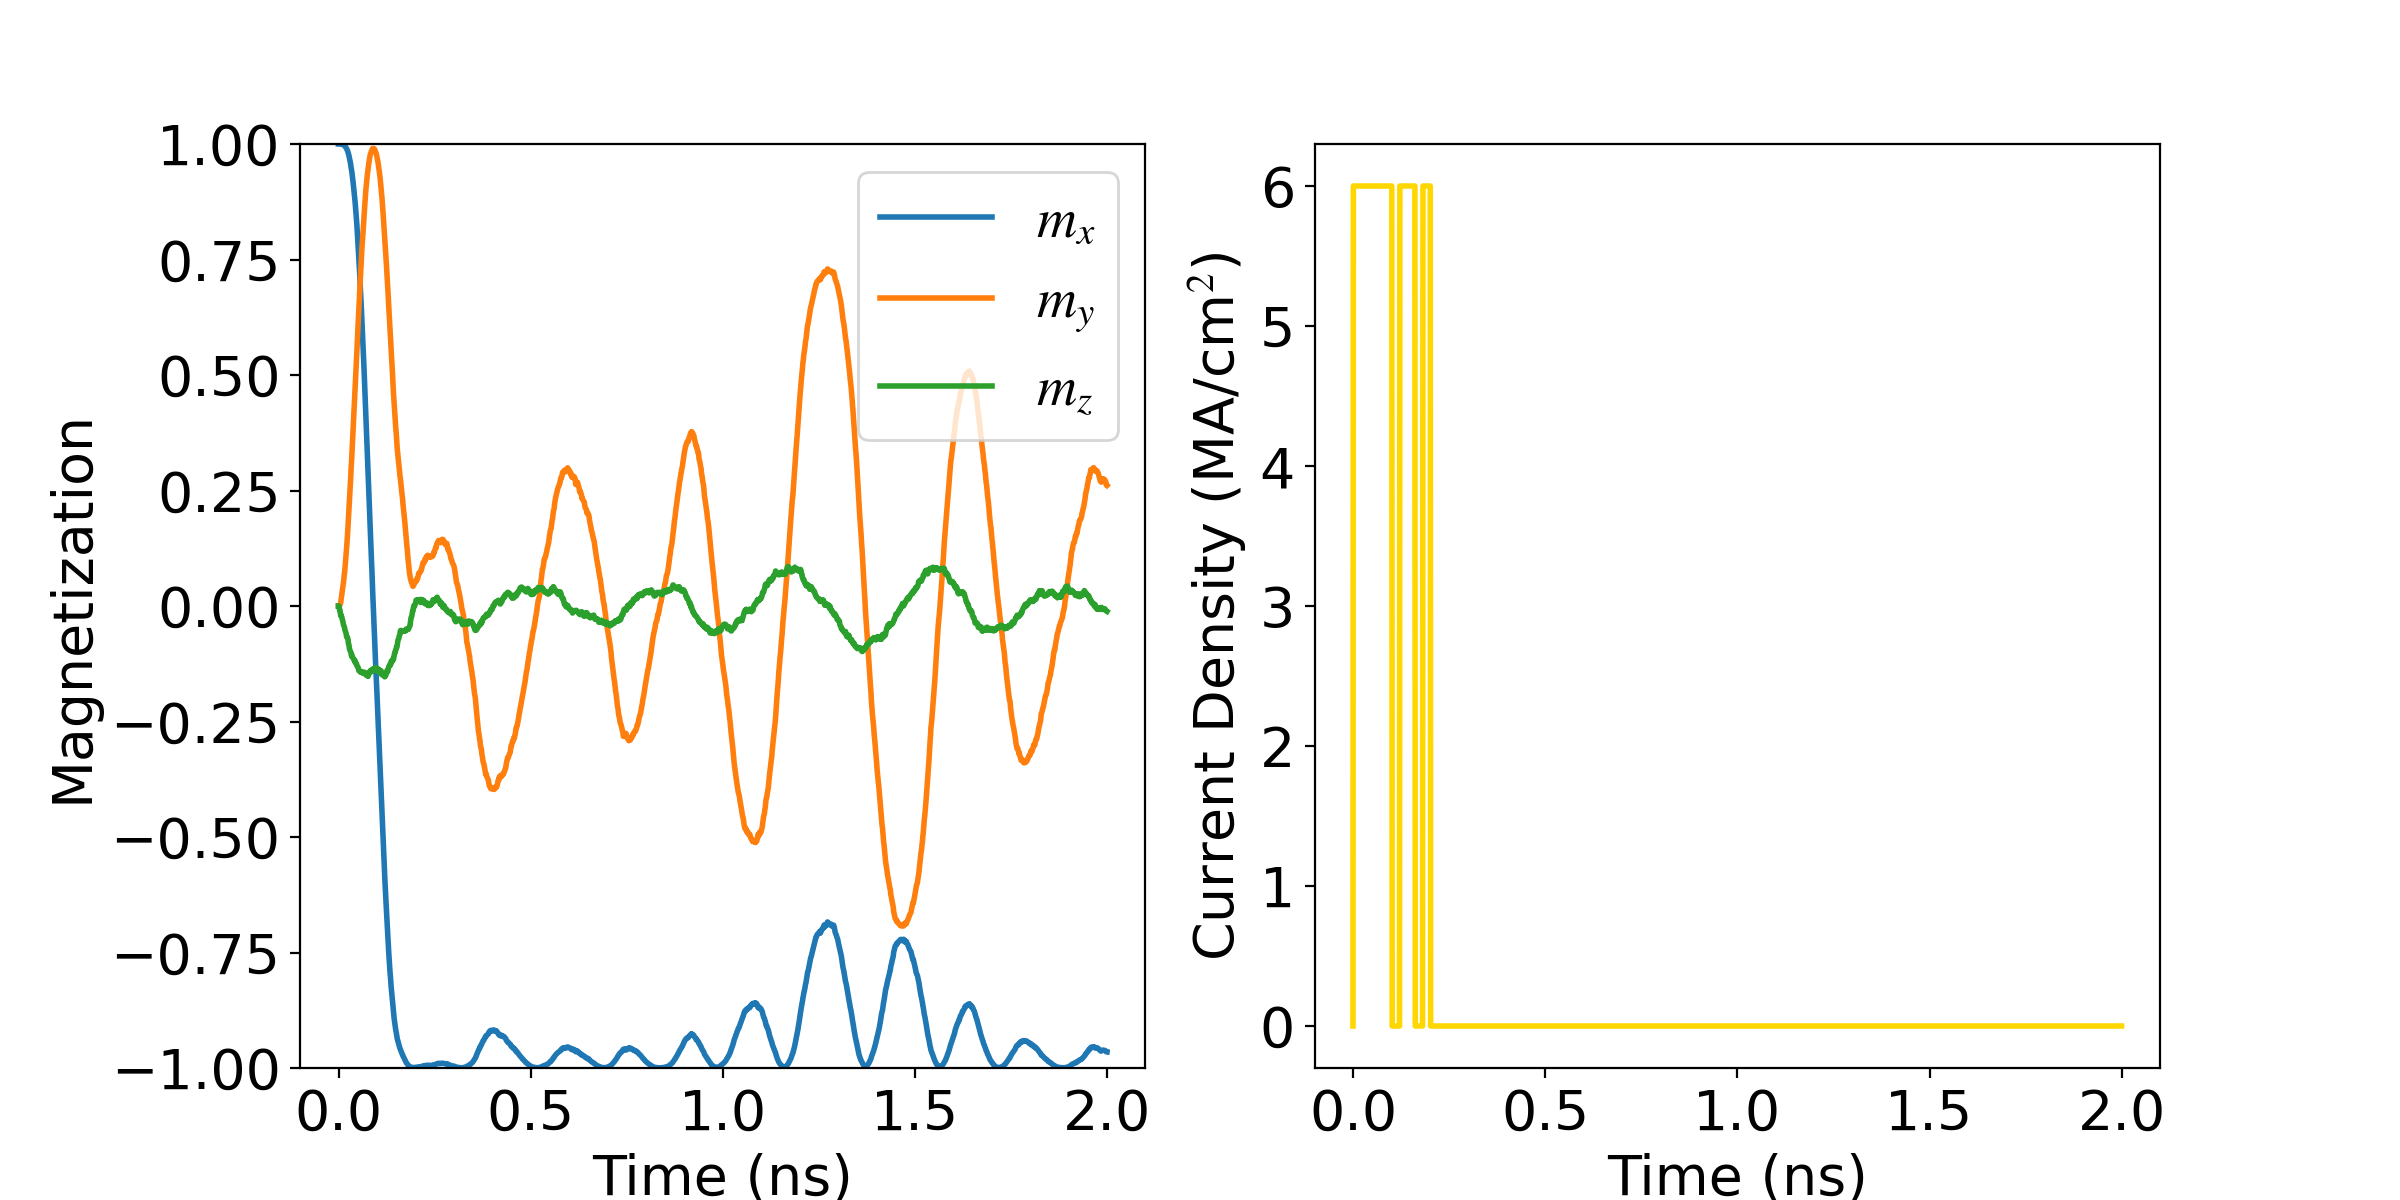 1.00
0.75
0.50
0.25
0.00
−0.25
−0.50
−0.75
−1.00
Magnetization
0.0 0.5 1.0 1.5 2.0
Time (ns)
m_x
m_y
m_z
6
5
4
3
2
1
0
Current Density (MA/cm²)
0.0 0.5 1.0 1.5 2.0
Time (ns)